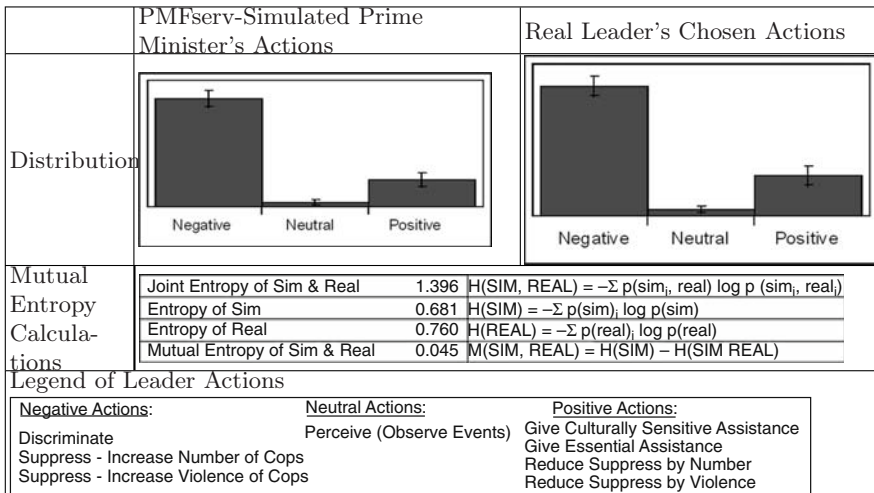 PMFserv-Simulated Prime
Minister's Actions
Real Leader's Chosen Actions
Distribution
Negative Neutral Positive
Negative Neutral Positive
Mutual
Entropy
Calcula-
tions
Joint Entropy of Sim & Real 1.396 H(SIM, REAL) = –Σ p(simᵢ, real) log p (simᵢ, realᵢ)
Entropy of Sim 0.681 H(SIM) = –Σ p(sim)ᵢ log p(sim)
Entropy of Real 0.760 H(REAL) = –Σ p(real)ᵢ log p(real)
Mutual Entropy of Sim & Real 0.045 M(SIM, REAL) = H(SIM) – H(SIM REAL)
Legend of Leader Actions
Negative Actions:
Discriminate
Suppress - Increase Number of Cops
Suppress - Increase Violence of Cops
Neutral Actions:
Perceive (Observe Events)
Positive Actions:
Give Culturally Sensitive Assistance
Give Essential Assistance
Reduce Suppress by Number
Reduce Suppress by Violence